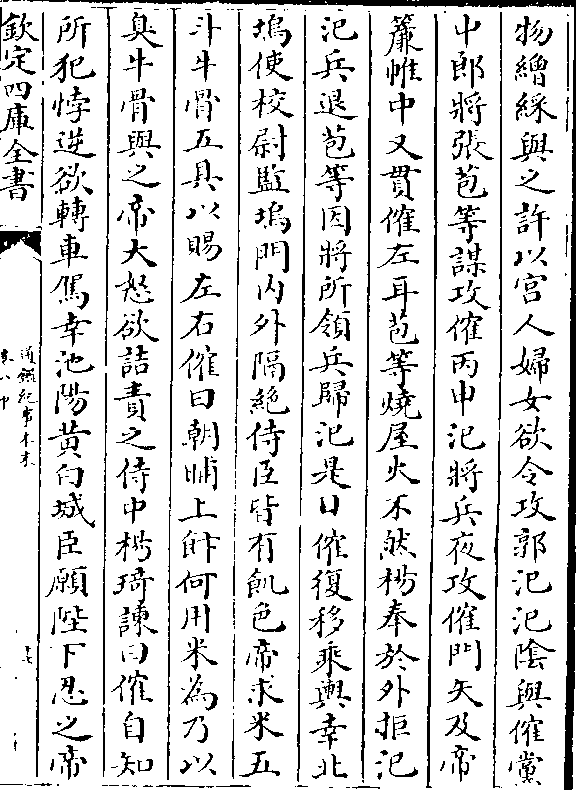 物繒綵與之許以宫人婦女欲令攻郭汜汜隂與傕黨
中郎將張苞等謀攻傕丙申汜將兵夜攻傕門矢及帝
簾帷中又貫傕左耳苞等燒屋火不然楊奉於外拒汜
汜兵退苞等因將所領兵歸汜是日傕復移乘輿幸北
塢使校尉監塢門内外隔絶侍臣皆有飢色帝求米五
斗牛骨五具以賜左右傕曰朝晡上飰何用米為乃以
臭牛骨與之帝大怒欲詰責之侍中楊琦諫曰傕自知
所犯悖逆欲轉車駕幸池陽黄白城臣願陛下忍之帝
欽定四庫全書
通鑑紀事本末
卷八中
十七